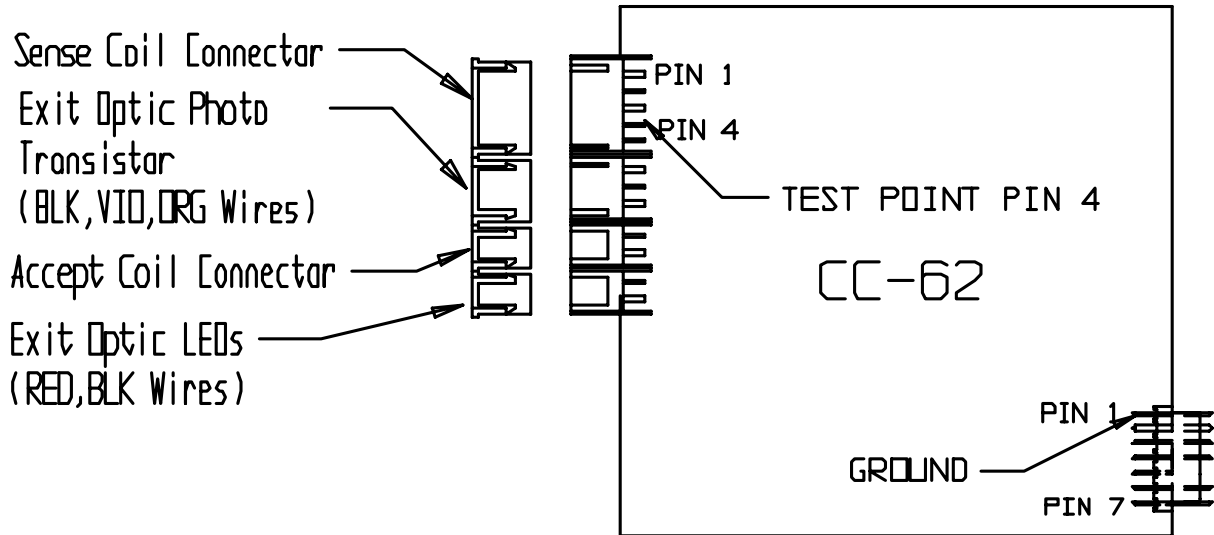 Sense Coil Connector
Exit Optic Photo
Transistar
(BLK,VIO,ORG Wires)
Accept Coil Connector
Exit Optic LEDs
(RED,BLK Wires)
PIN 1
PIN 4
TEST POINT PIN 4
CC-62
PIN 1
GROUND
PIN 7